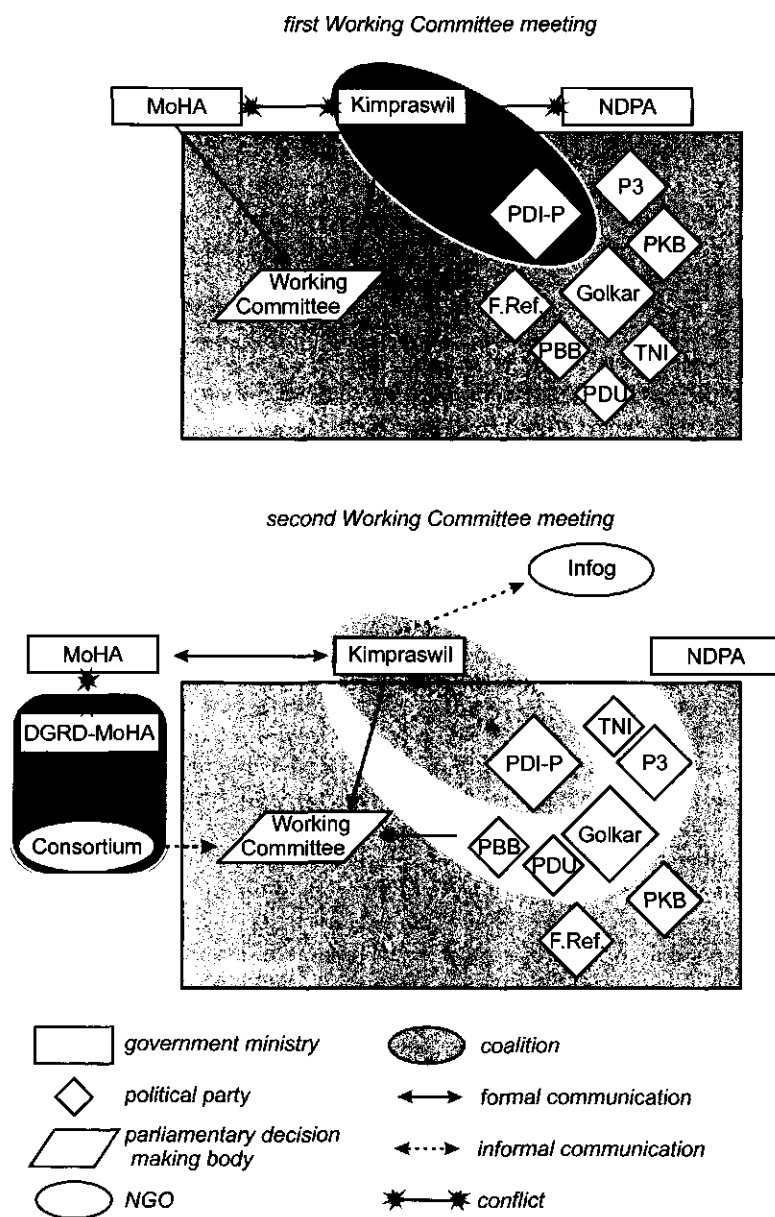 first Working Committee meeting
MoHA
Kimpraswil
NDPA
P3
PDI-P
PKB
Working
Committee
Golkar
F.Ref.
PBB
TNI
PDU
second Working Committee meeting
Infog
MoHA
Kimpraswil
NDPA
DGRD-MoHA
TNI
PDI-P
P3
Consortium
Working
Committee
PBB
PDU
Golkar
PKB
F.Ref.
government ministry
coalition
political party
formal communication
parliamentary decision
making body
informal communication
NGO
conflict